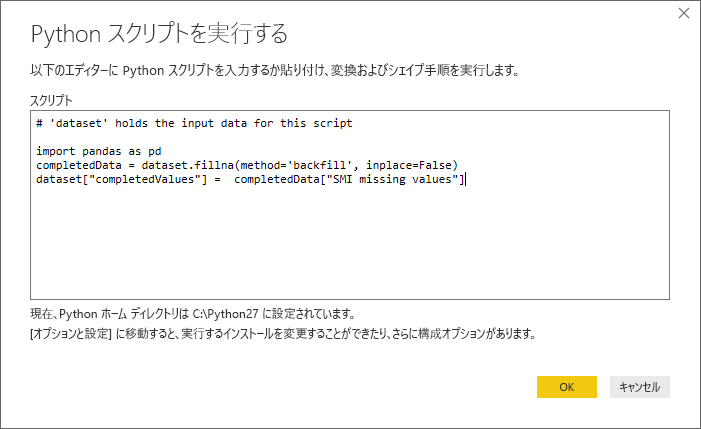 Python スクリプトを実行する
以下のエディターに Python スクリプトを入力するか貼り付け、変換およびシェイプ手順を実行します。
スクリプト
# 'dataset' holds the input data for this script
import pandas as pd
completedData = dataset.fillna(method='backfill', inplace=False)
dataset["completedValues"] =  completedData["SMI missing values"]
現在、Python ホーム ディレクトリは C:\Python27 に設定されています。
[オプションと設定] に移動すると、実行するインストールを変更することができたり、さらに構成オプションがあります。
OK
キャンセル